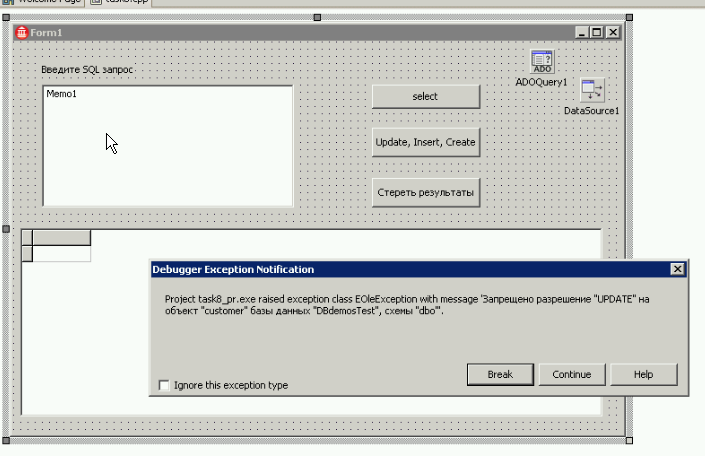 Welcome Page
Form1
Введите SQL запрос
Memo1
select
Update, Insert, Create
Стереть результаты
ADO
ADOQuery1
DataSource1
Debugger Exception Notification
Project task8_pr.exe raised exception class EOleException with message 'Запрещено разрешение "UPDATE" на
объект "customer" базы данных "DBdemosTest", схемы "dbo"'.
Ignore this exception type
Break
Continue
Help